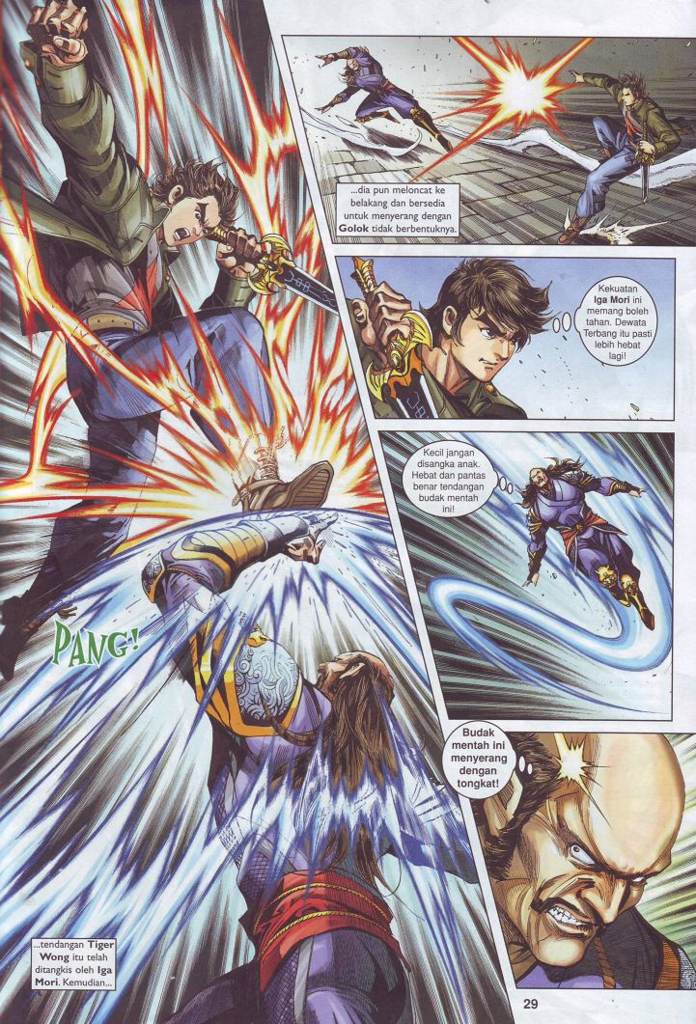 PANG!
...tendangan Tiger
Wong itu telah
ditangkis oleh Iga
Mori. Kemudian...
...dia pun meloncat ke
belakang dan bersedia
untuk menyerang dengan
Golok tidak berbentuknya.
Kekuatan
Iga Mori ini
memang boleh
tahan. Dewata
Terbang itu pasti
lebih hebat
lagi!
Kecil jangan
disangka anak.
Hebat dan pantas
benar tendangan
budak mentah
ini!
Budak
mentah ini
menyerang
dengan
tongkat!
29